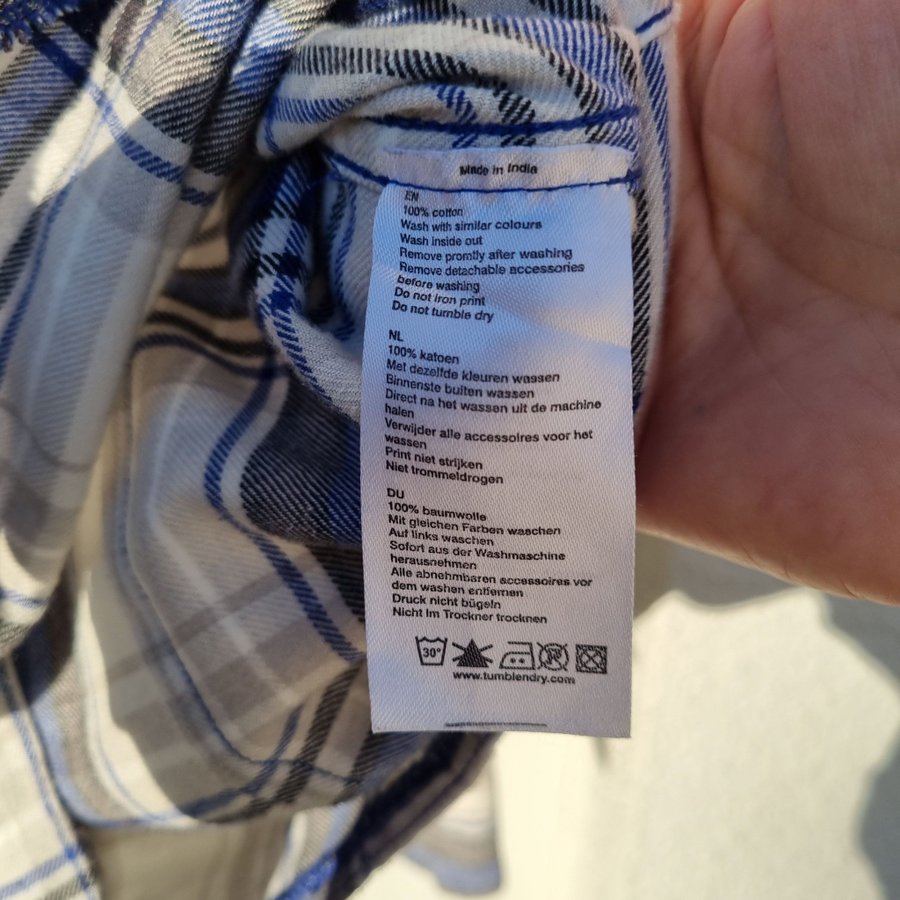 Made in India
EN
100% cotton
Wash with similar colours
Wash inside out
Remove promtly after washing
Remove detachable accessories
before washing
Do not iron print
Do not tumble dry
NL
100% katoen
Met dezelfde kleuren wassen
Binnenste buiten wassen
Direct na het wassen uit de machine
halen
Verwijder alle accessoires voor het
wassen
Print niet strijken
Niet trommeldrogen
DU
100% baumwolle
Mit gleichen Farben waschen
Auf links waschen
Sofort aus der Washmaschine
herausnehmen
Alle abnehmbaren accessoires vor
dem washen entfernen
Druck nicht bügeln
Nicht im Trockner trocknen
30°
www.tumblendry.com